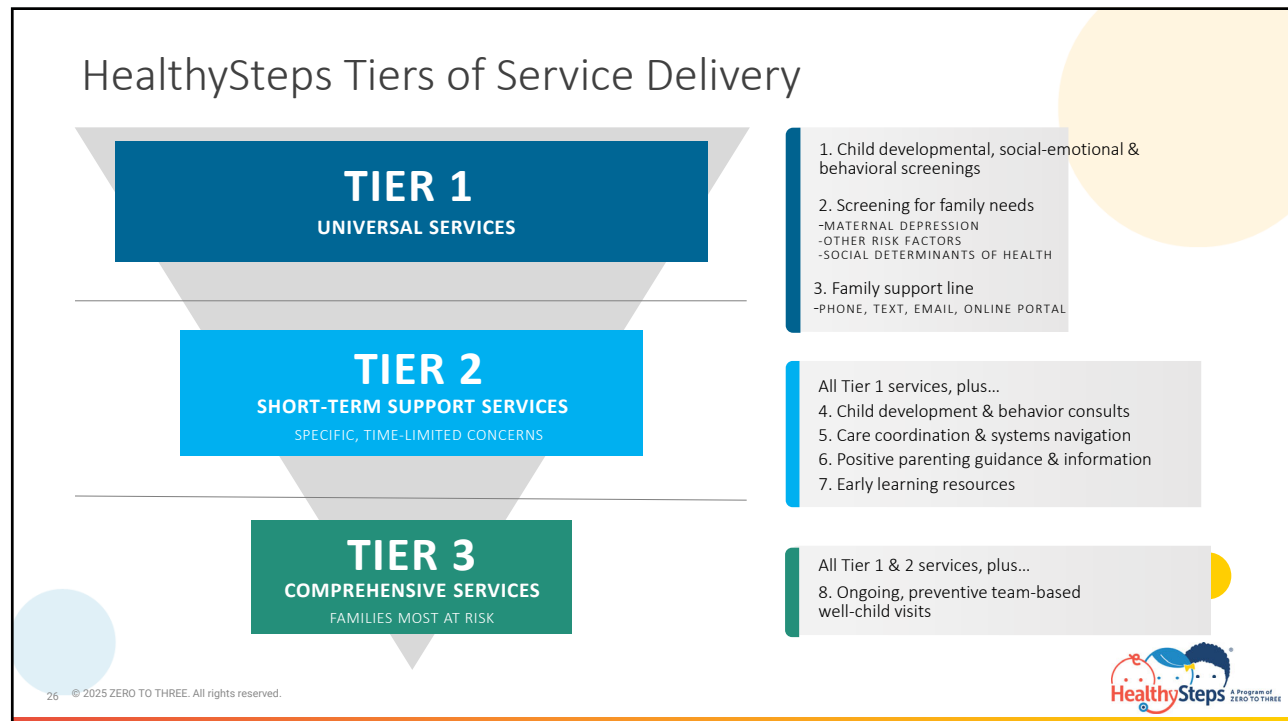 HealthySteps Tiers of Service Delivery
TIER 1
UNIVERSAL SERVICES
1. Child developmental, social-emotional &
behavioral screenings
2. Screening for family needs
-MATERNAL DEPRESSION
-OTHER RISK FACTORS
-SOCIAL DETERMINANTS OF HEALTH
3. Family support line
-PHONE, TEXT, EMAIL, ONLINE PORTAL
TIER 2
SHORT-TERM SUPPORT SERVICES
SPECIFIC, TIME-LIMITED CONCERNS
All Tier 1 services, plus...
4. Child development & behavior consults
5. Care coordination & systems navigation
6. Positive parenting guidance & information
7. Early learning resources
TIER 3
COMPREHENSIVE SERVICES
FAMILIES MOST AT RISK
All Tier 1 & 2 services, plus...
8. Ongoing, preventive team-based
well-child visits
26 © 2025 ZERO TO THREE. All rights reserved.
HealthySteps
A Program of
ZERO TO THREE
®